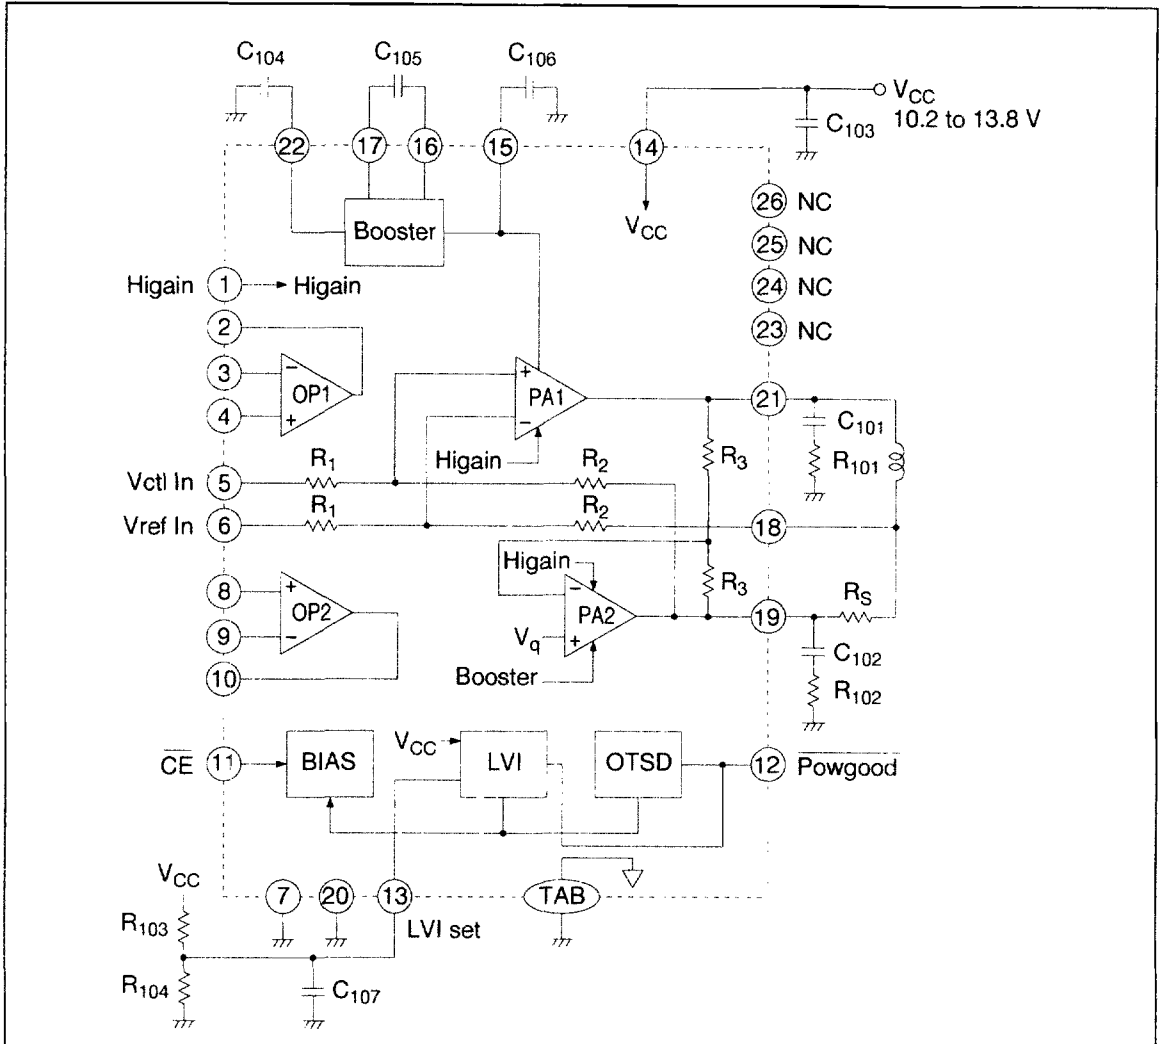 C104
C105
C106
VCC
10.2 to 13.8 V
C103
22
17
16
15
14
VCC
Booster
26 NC
25 NC
24 NC
23 NC
Higain 1 Higain
2
3
4
− OP1 +
+ PA1 −
Higain
21
C101
R101
R3
Vctl In 5 R1 R2
Vref In 6 R1 R2 18
Higain
R3
8
9
10
+ OP2 −
− PA2 +
Vq
Booster
19
RS
C102
R102
CE 11 BIAS
VCC LVI
OTSD
12 Powgood
VCC
7
20
13
TAB
LVI set
R103
R104
C107